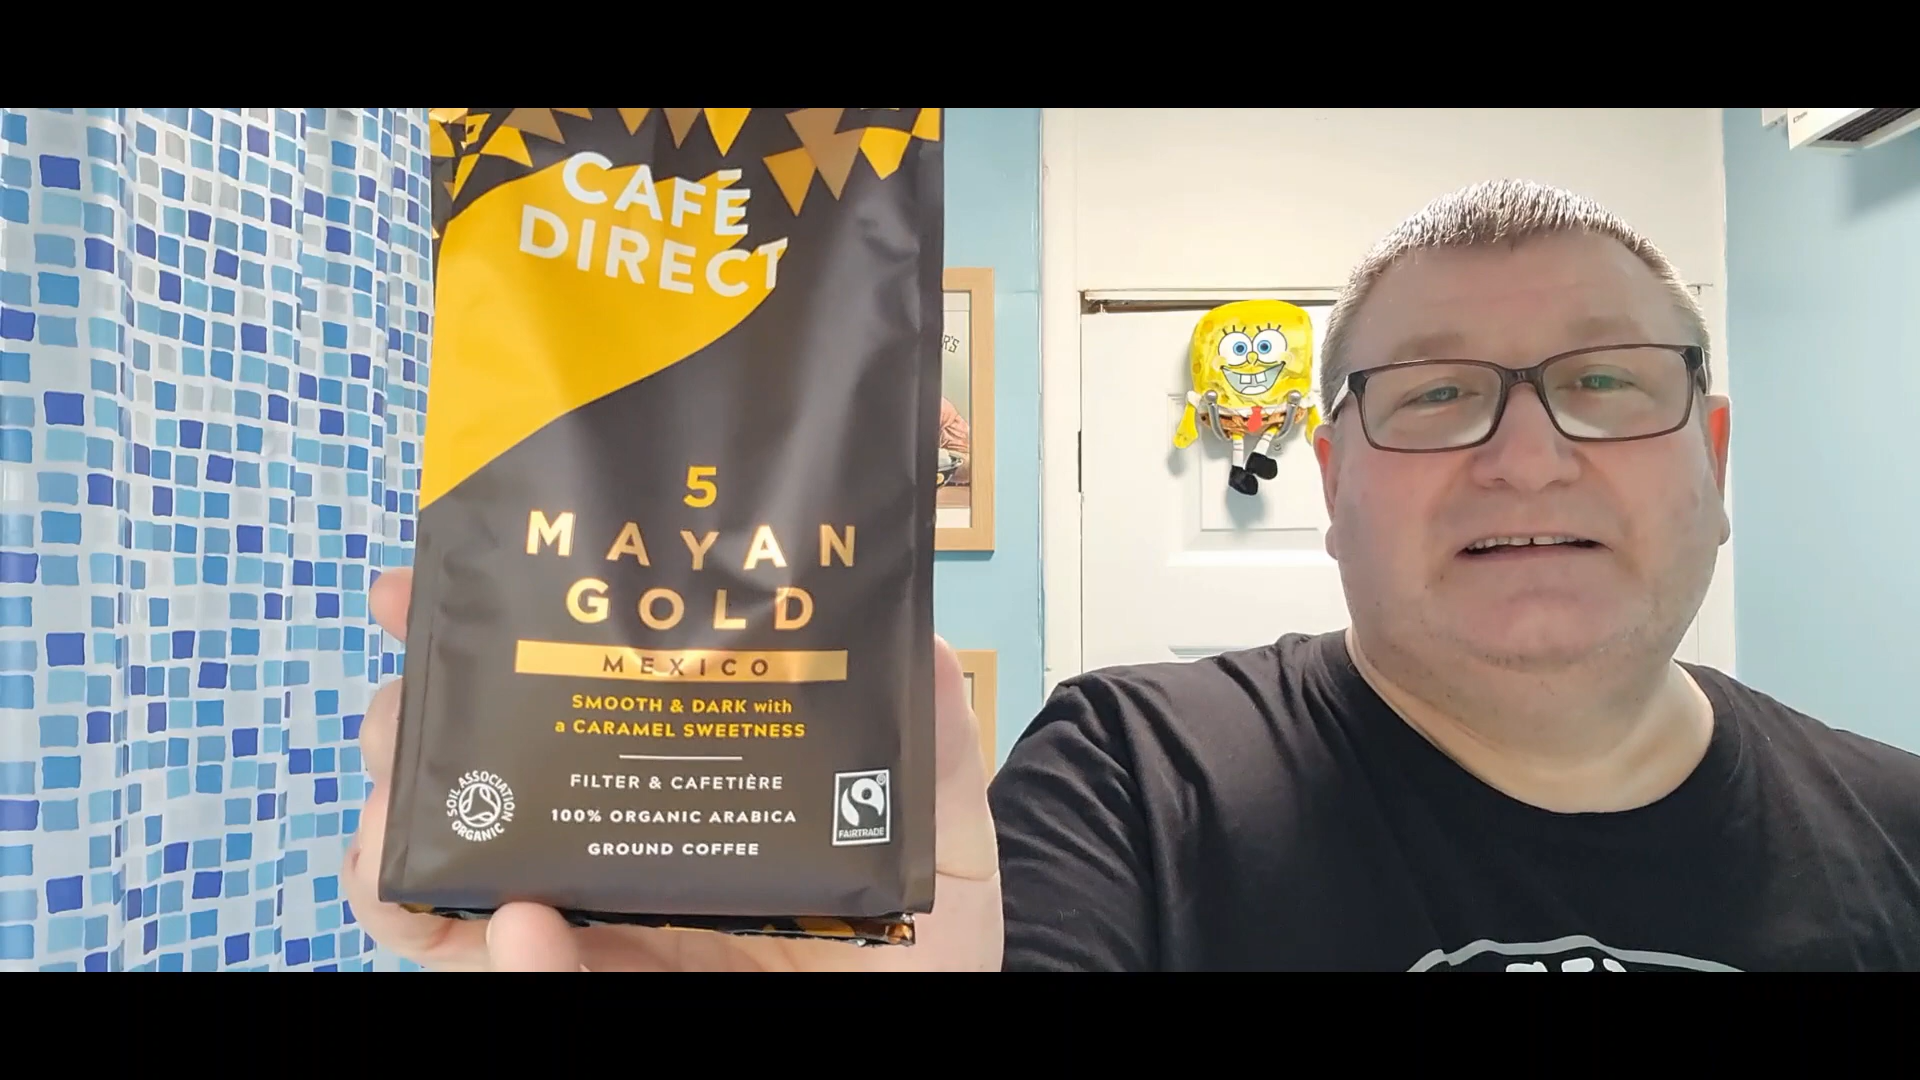 CAFÉ
DIRECT
5
MAYAN
GOLD
MEXICO
SMOOTH & DARK with
a CARAMEL SWEETNESS
FILTER & CAFETIÈRE
100% ORGANIC ARABICA
GROUND COFFEE
SOIL ASSOCIATION
ORGANIC
FAIRTRADE